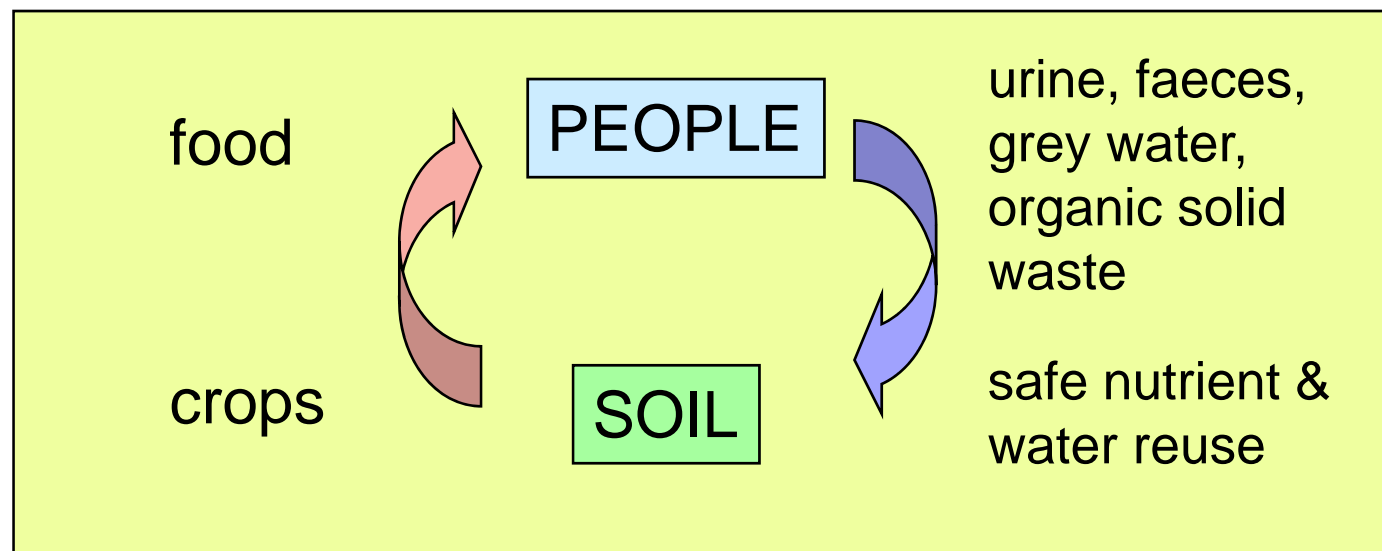 food
PEOPLE
urine, faeces,
grey water,
organic solid
waste
crops
SOIL
safe nutrient &
water reuse